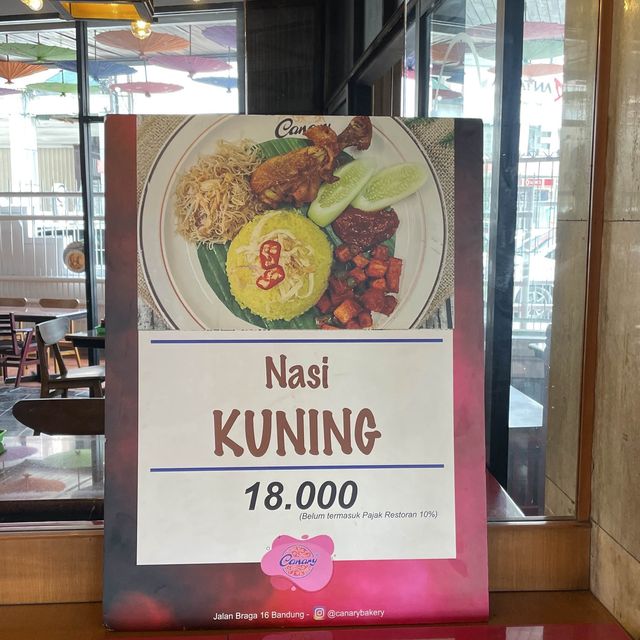 Canary
Nasi
KUNING
18.000
(Belum termasuk Pajak Restoran 10%)
Canary
Jalan Braga 16 Bandung - @canarybakery